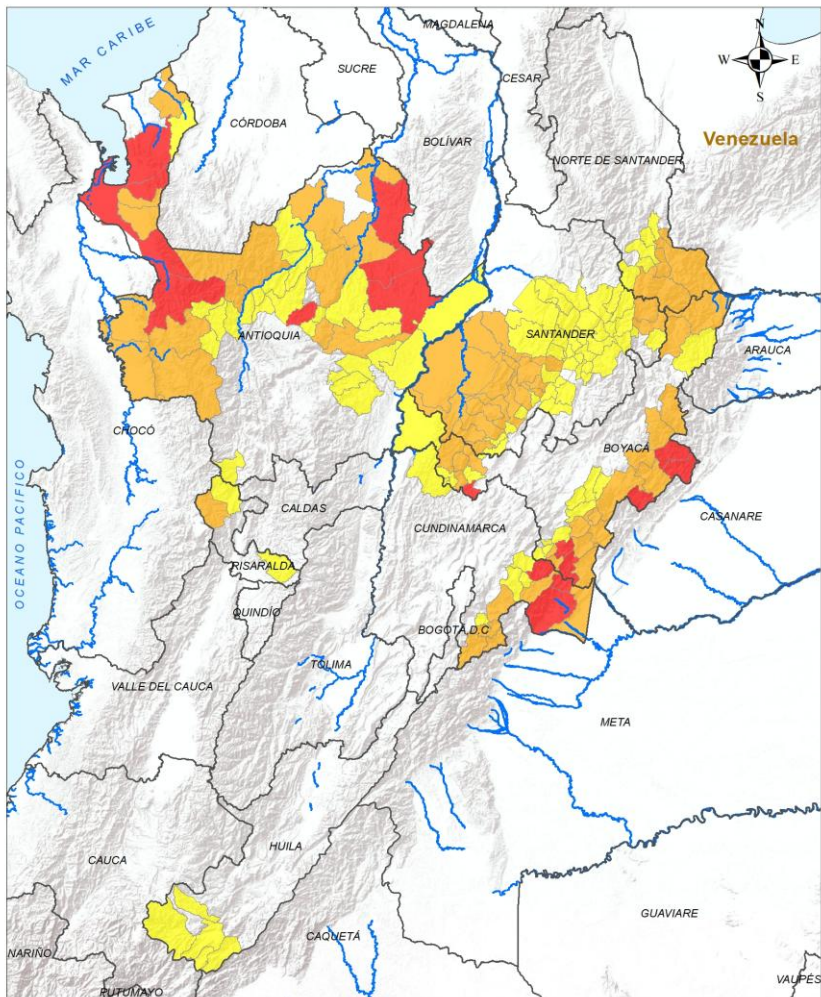 MAGDALENA
N
MAR CARIBE
SUCRE
W
E
CESAR
S
CÓRDOBA
BOLÍVAR
Venezuela
NORTE DE SANTANDER
ANTIOQUIA
SANTANDER
ARAUCA
CHOCÓ
BOYACÁ
CALDAS
CASANARE
CUNDINAMARCA
OCEANO PACIFICO
RISARALDA
QUINDÍO
BOGOTÁ, D.C
TOLIMA
VALLE DEL CAUCA
META
HUILA
CAUCA
GUAVIARE
CAQUETÁ
NARIÑO
PUTUMAYO
VAUPÉS